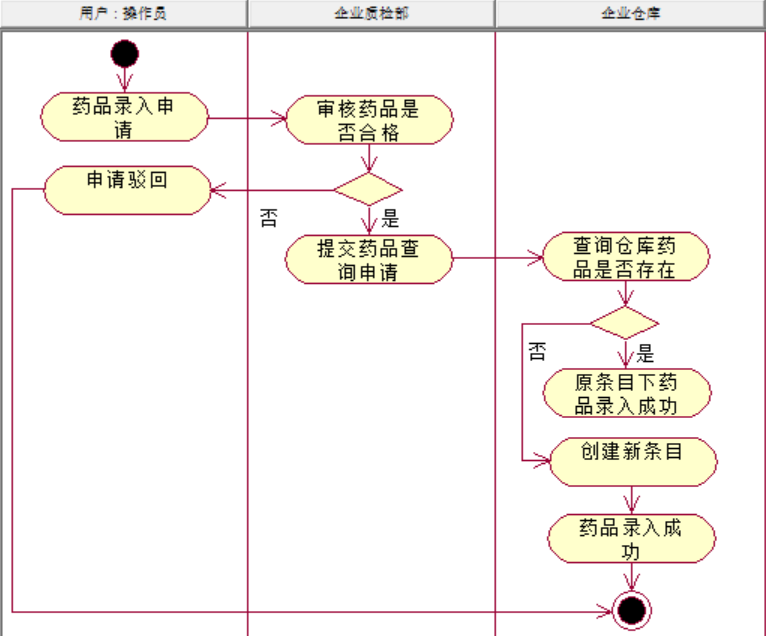 用户：操作员
企业质检部
企业仓库
药品录入申
请
审核药品是
否合格
申请驳回
否
是
提交药品查
询申请
查询仓库药
品是否存在
否
是
原条目下药
品录入成功
创建新条目
药品录入成
功